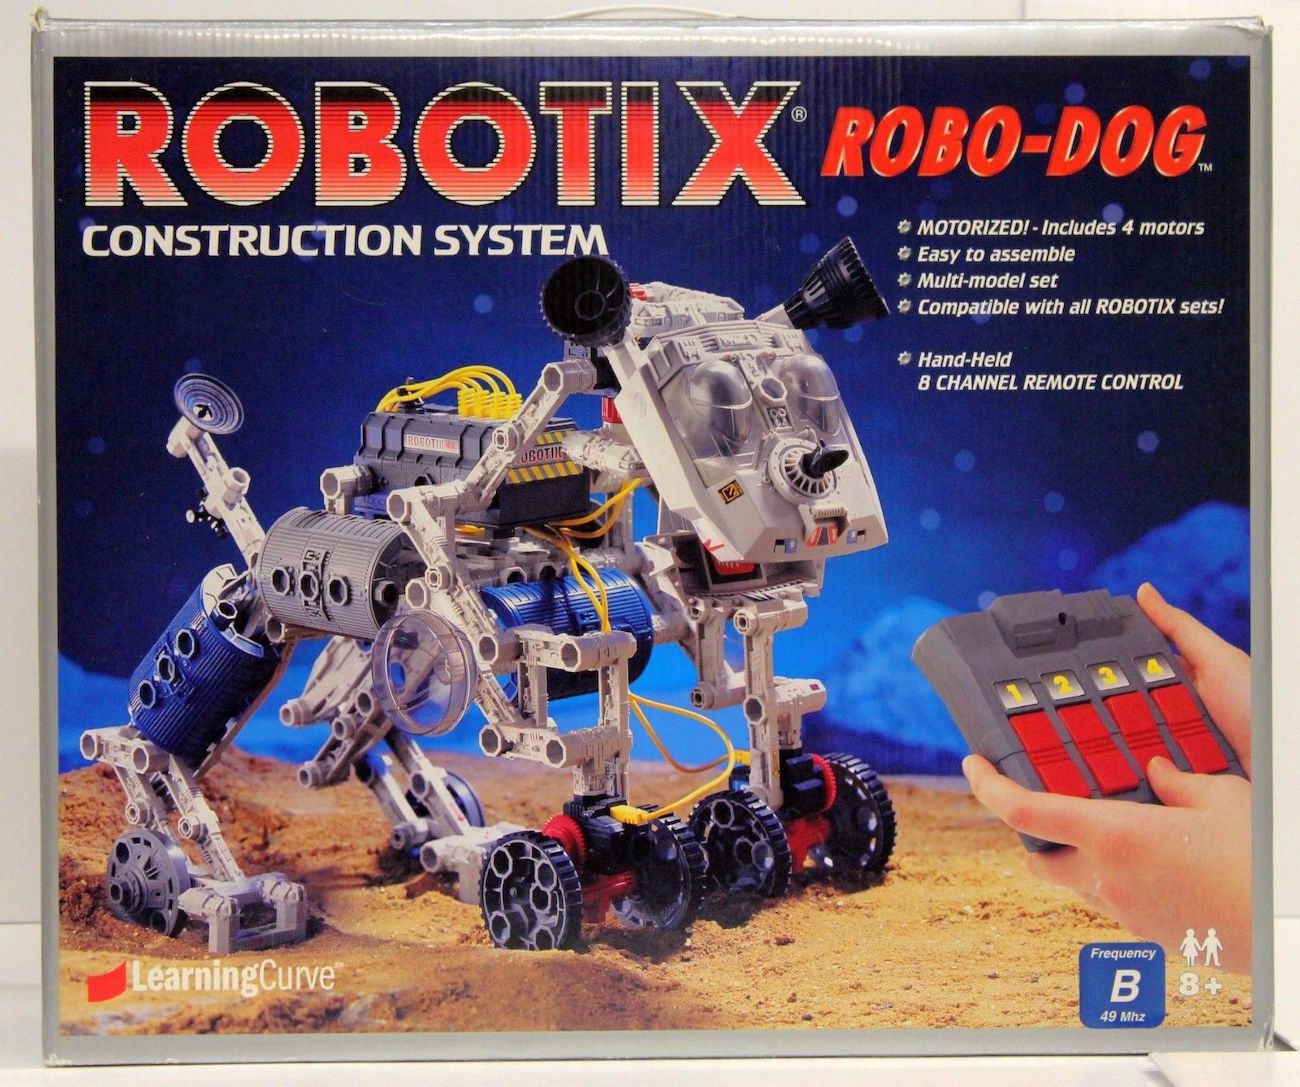 ROBOTIX®
ROBO-DOG™
CONSTRUCTION SYSTEM
MOTORIZED! - Includes 4 motors
Easy to assemble
Multi-model set
Compatible with all ROBOTIX sets!
Hand-Held
8 CHANNEL REMOTE CONTROL
ROBOTIX
ROBOTIX
1 2 3 4
LearningCurve™
Frequency
B
49 Mhz
8+